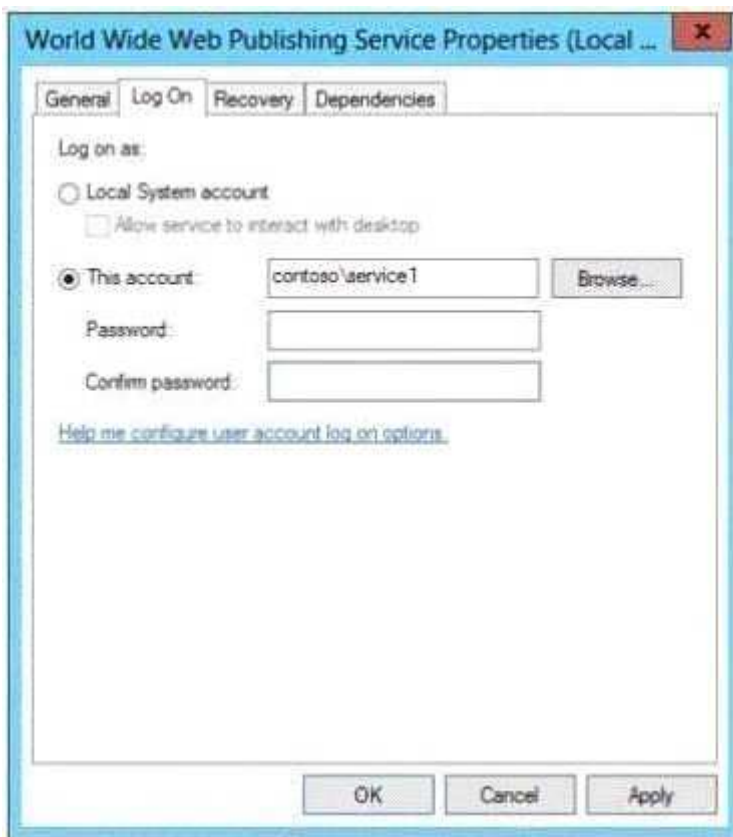 World Wide Web Publishing Service Properties (Local ...
General Log On Recovery Dependencies
Log on as:
Local System account
Allow service to interact with desktop
This account: contoso\service1 Browse...
Password:
Confirm password:
Help me configure user account log on options.
OK Cancel Apply